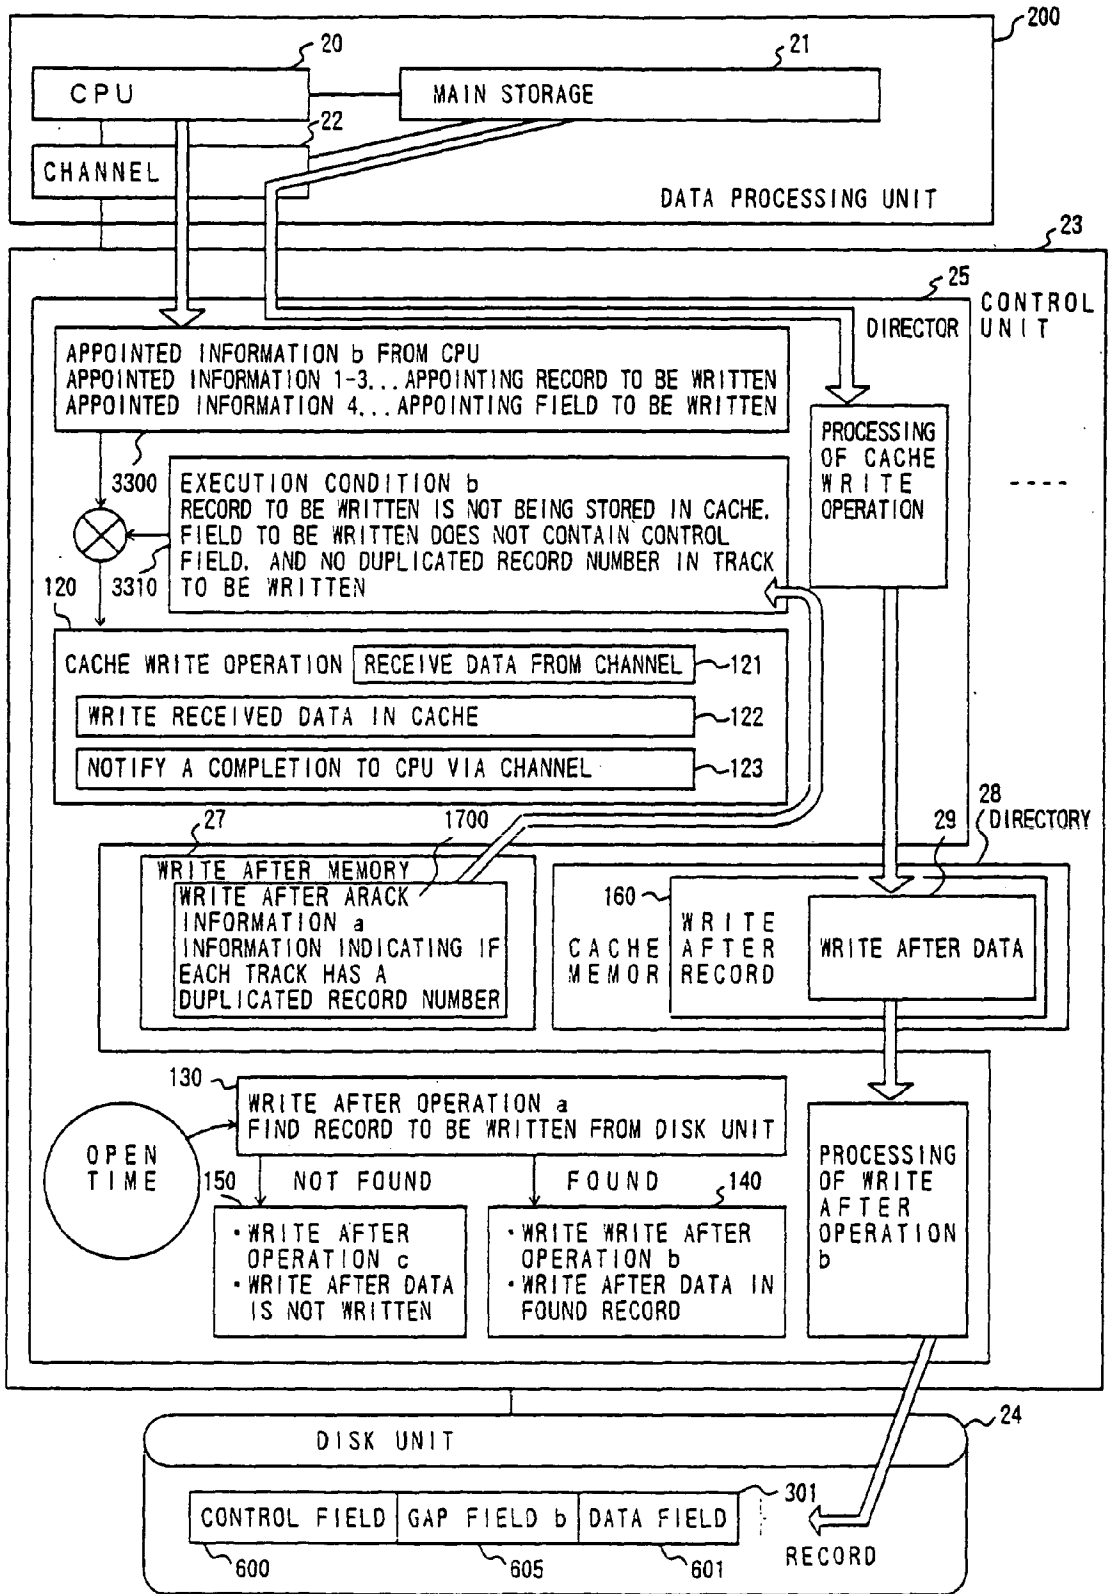 200
20
21
CPU
MAIN STORAGE
22
CHANNEL
DATA PROCESSING UNIT
23
25
CONTROL
UNIT
DIRECTOR
APPOINTED INFORMATION b FROM CPU
APPOINTED INFORMATION 1-3...APPOINTING RECORD TO BE WRITTEN
APPOINTED INFORMATION 4...APPOINTING FIELD TO BE WRITTEN
PROCESSING
OF CACHE
WRITE
OPERATION
3300
EXECUTION CONDITION b
RECORD TO BE WRITTEN IS NOT BEING STORED IN CACHE.
FIELD TO BE WRITTEN DOES NOT CONTAIN CONTROL
FIELD. AND NO DUPLICATED RECORD NUMBER IN TRACK
TO BE WRITTEN
3310
120
CACHE WRITE OPERATION
RECEIVE DATA FROM CHANNEL
121
WRITE RECEIVED DATA IN CACHE
122
NOTIFY A COMPLETION TO CPU VIA CHANNEL
123
27
1700
28
DIRECTORY
29
WRITE AFTER MEMORY
WRITE AFTER ARACK
INFORMATION a
INFORMATION INDICATING IF
EACH TRACK HAS A
DUPLICATED RECORD NUMBER
160
CACHE
MEMOR
WRITE
AFTER
RECORD
WRITE AFTER DATA
130
WRITE AFTER OPERATION a
FIND RECORD TO BE WRITTEN FROM DISK UNIT
OPEN
TIME
150
NOT FOUND
FOUND
140
・WRITE AFTER
OPERATION c
・WRITE AFTER DATA
IS NOT WRITTEN
・WRITE WRITE AFTER
OPERATION b
・WRITE AFTER DATA IN
FOUND RECORD
PROCESSING
OF WRITE
AFTER
OPERATION
b
24
DISK UNIT
301
CONTROL FIELD
GAP FIELD b
DATA FIELD
600
605
601
RECORD